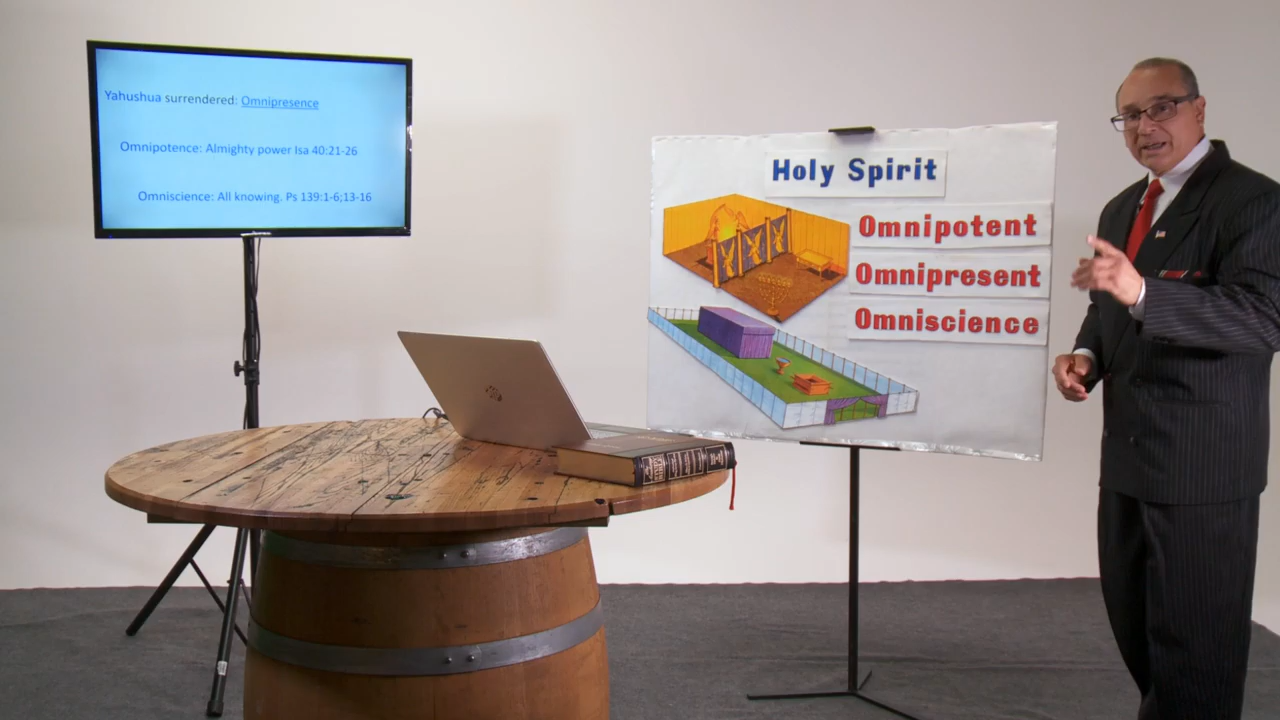 Yahushua surrendered: Omnipresence
Omnipotence: Almighty power Isa 40:21-26
Omniscience: All knowing. Ps 139:1-6;13-16
Holy Spirit
Omnipotent
Omnipresent
Omniscience